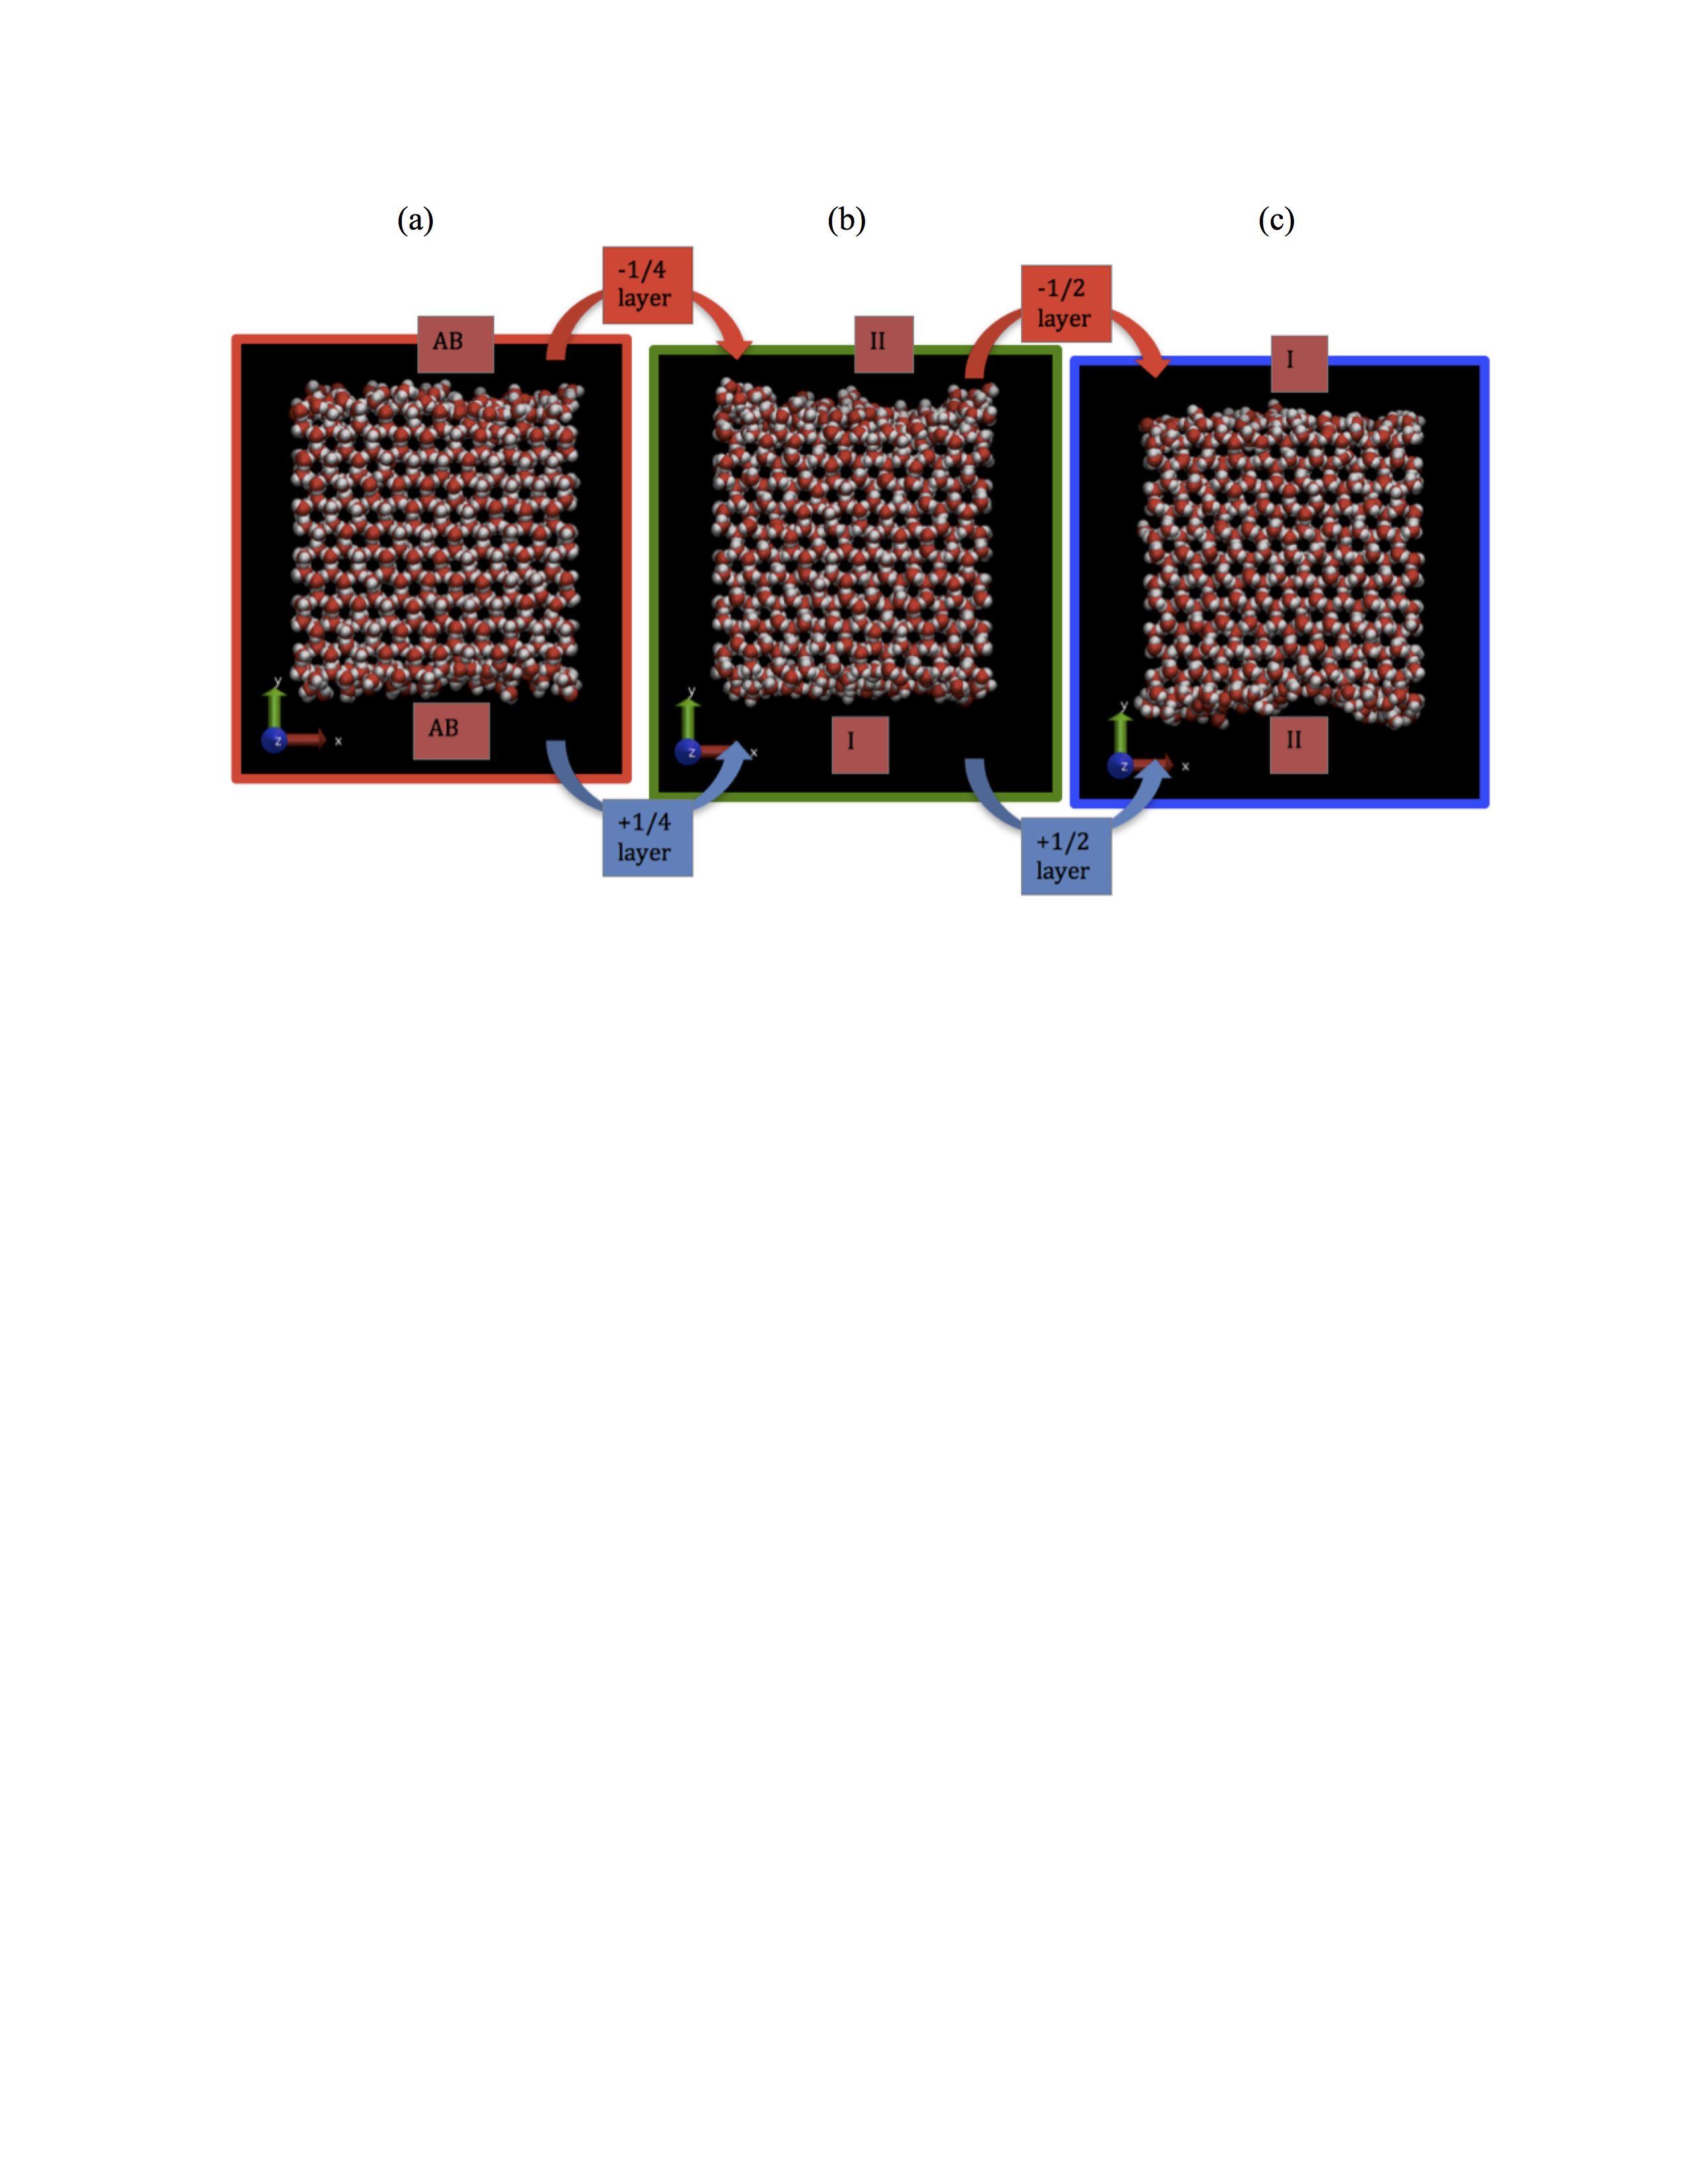 (a)
(b)
(c)
-1/4
layer
-1/2
layer
AB
II
I
y
z
x
AB
y
z
x
I
y
z
x
II
+1/4
layer
+1/2
layer